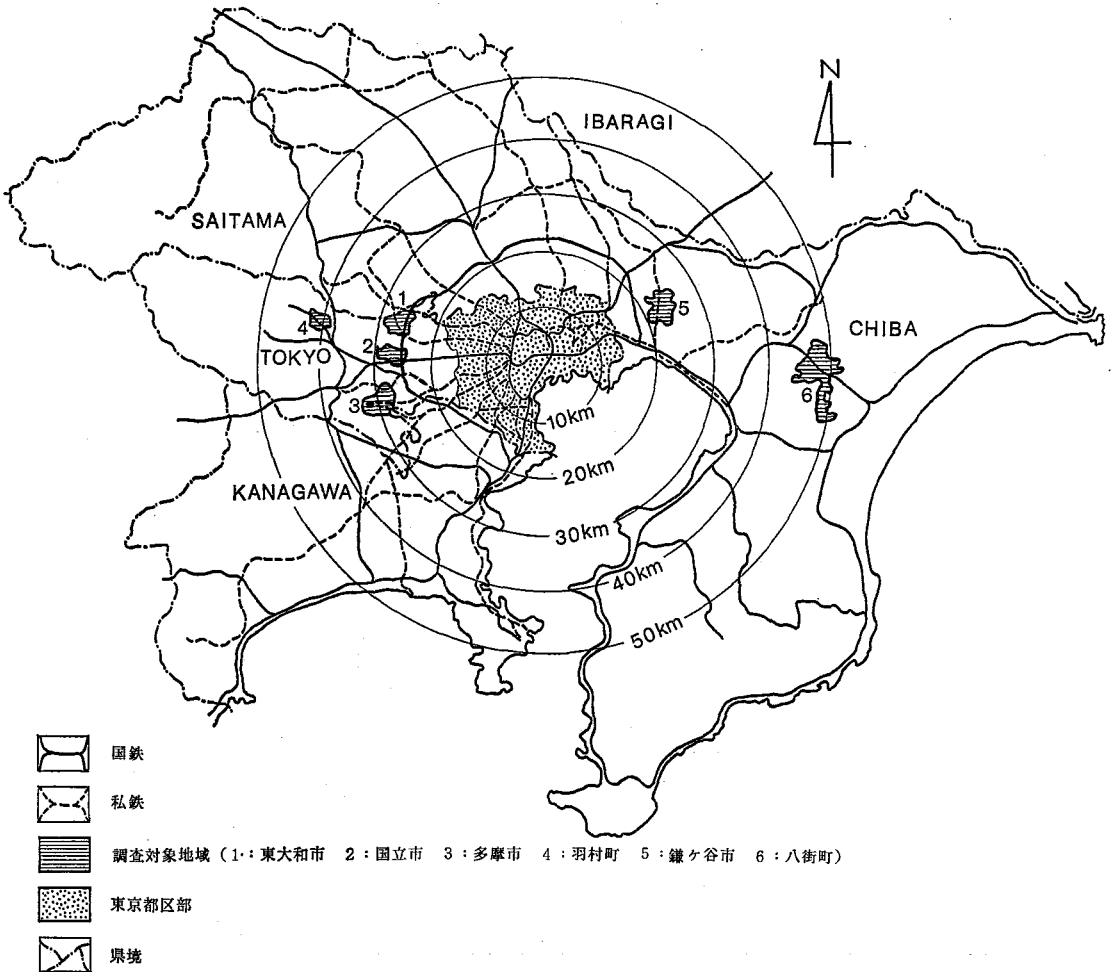 N
IBARAGI
SAITAMA
1
5
4
CHIBA
2
TOKYO
6
3
10km
20km
KANAGAWA
30km
40km
50km
国鉄
私鉄
調査対象地域 (1：東大和市 2：国立市 3：多摩市 4：羽村町 5：鎌ケ谷市 6：八街町)
東京都区部
県境